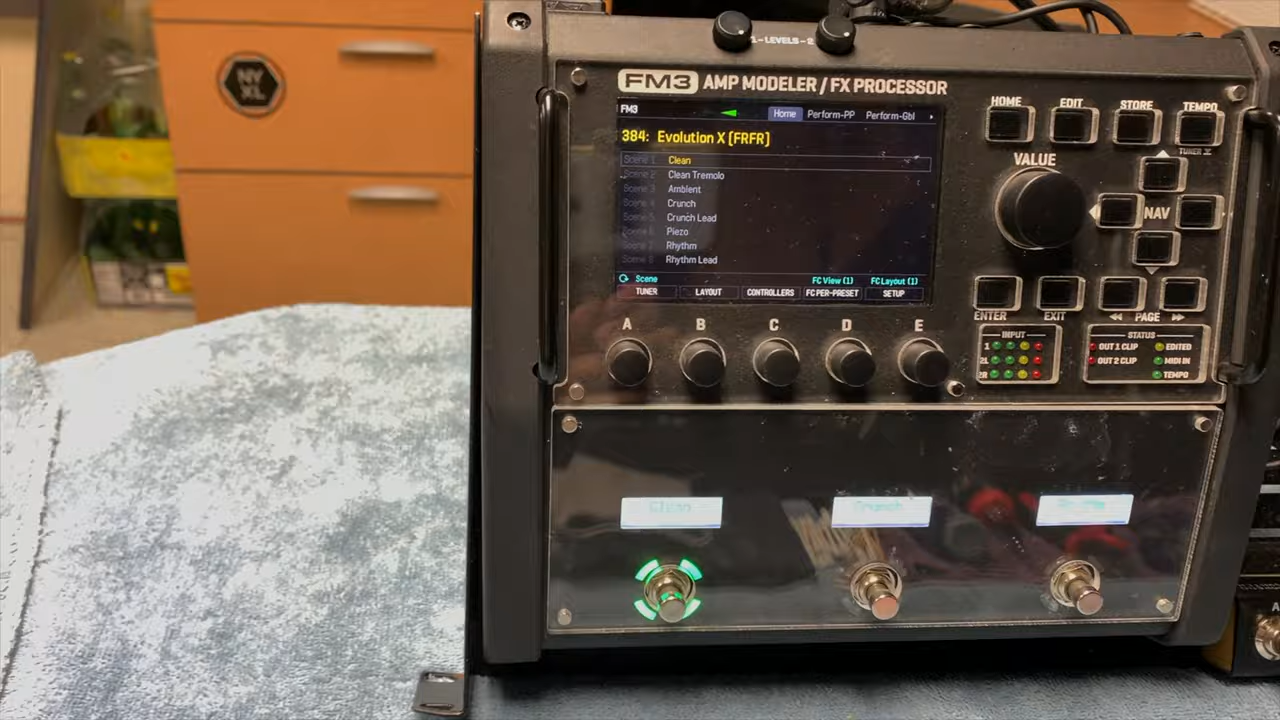 NY
XL
1 - LEVELS - 2
FM3 AMP MODELER / FX PROCESSOR
FM3 Home Perform-PP Perform-Gbl
384: Evolution X (FRFR)
Scene 1 Clean
Scene 2 Clean Tremolo
Scene 3 Ambient
Scene 4 Crunch
Scene 5 Crunch Lead
Scene 6 Piezo
Scene 7 Rhythm
Scene 8 Rhythm Lead
Scene FC View (1) FC Layout (1)
TUNER LAYOUT CONTROLLERS FC PER-PRESET SETUP
HOME EDIT STORE TEMPO
TUNER
VALUE
NAV
ENTER EXIT PAGE
A B C D E
INPUT
1
2L
2R
STATUS
OUT 1 CLIP EDITED
OUT 2 CLIP MIDI IN
TEMPO
Clean Crunch